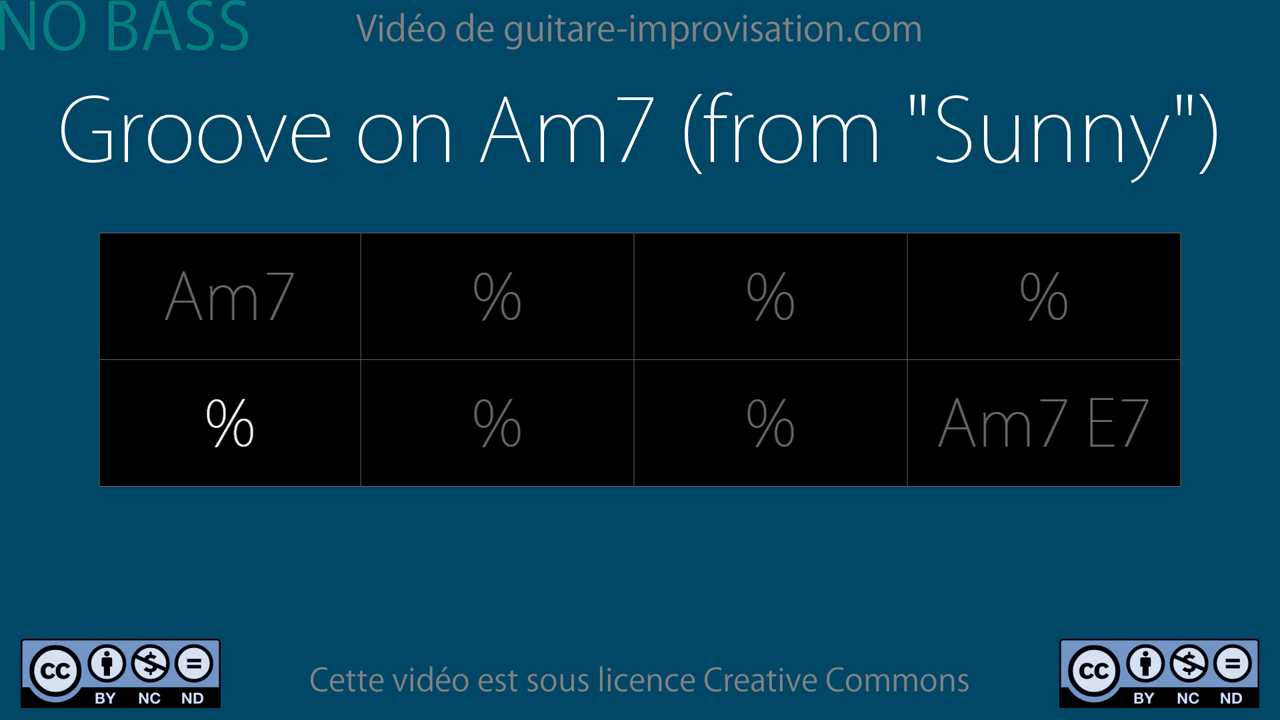 NO BASS
Vidéo de guitare-improvisation.com
Groove on Am7 (from "Sunny")
Am7 % % %
% % % Am7 E7
cc BY NC ND
Cette vidéo est sous licence Creative Commons
cc BY NC ND